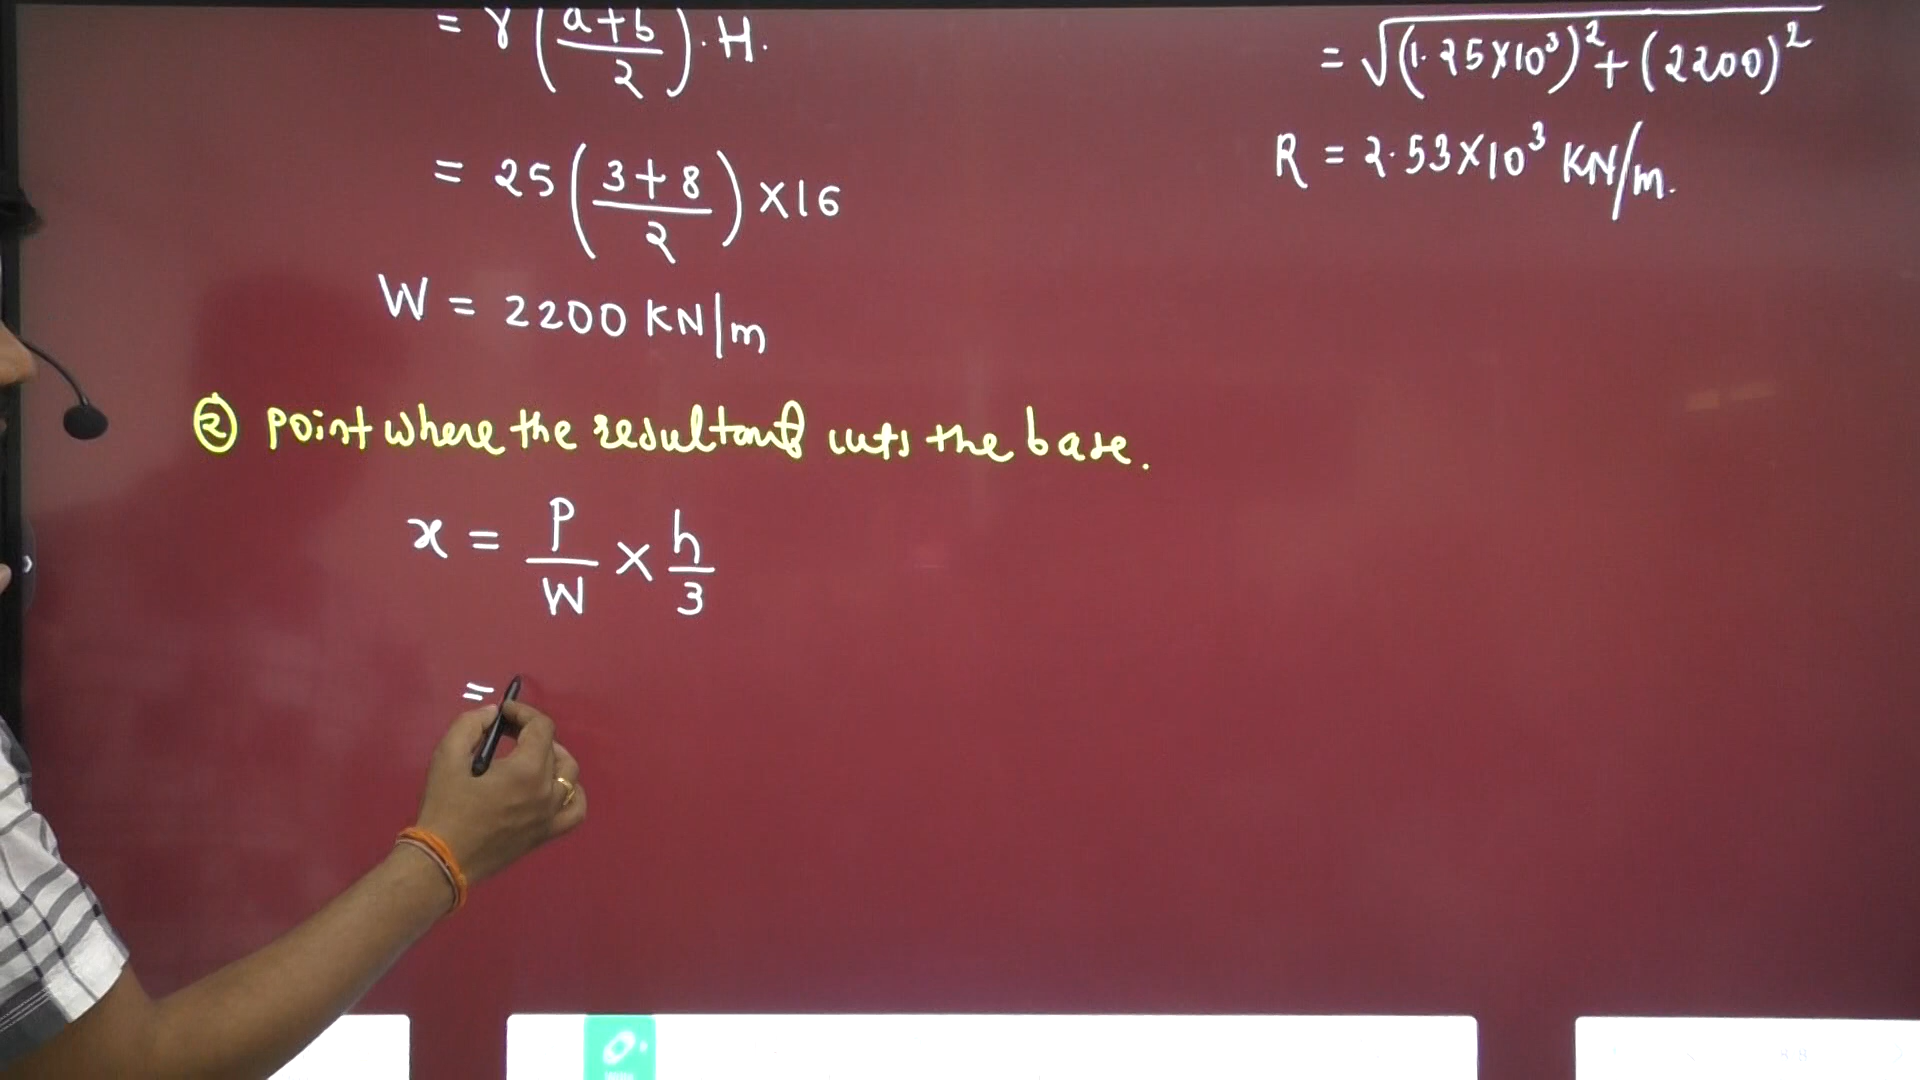 = γ (a+b/2) . H.
= 25 (3+8/2) ×16
W = 2200 KN/m
② point where the resultant cuts the base.
x = P/W × h/3
=
= √(1.25×10³)² + (2200)²
R = 2.53×10³ KN/m.